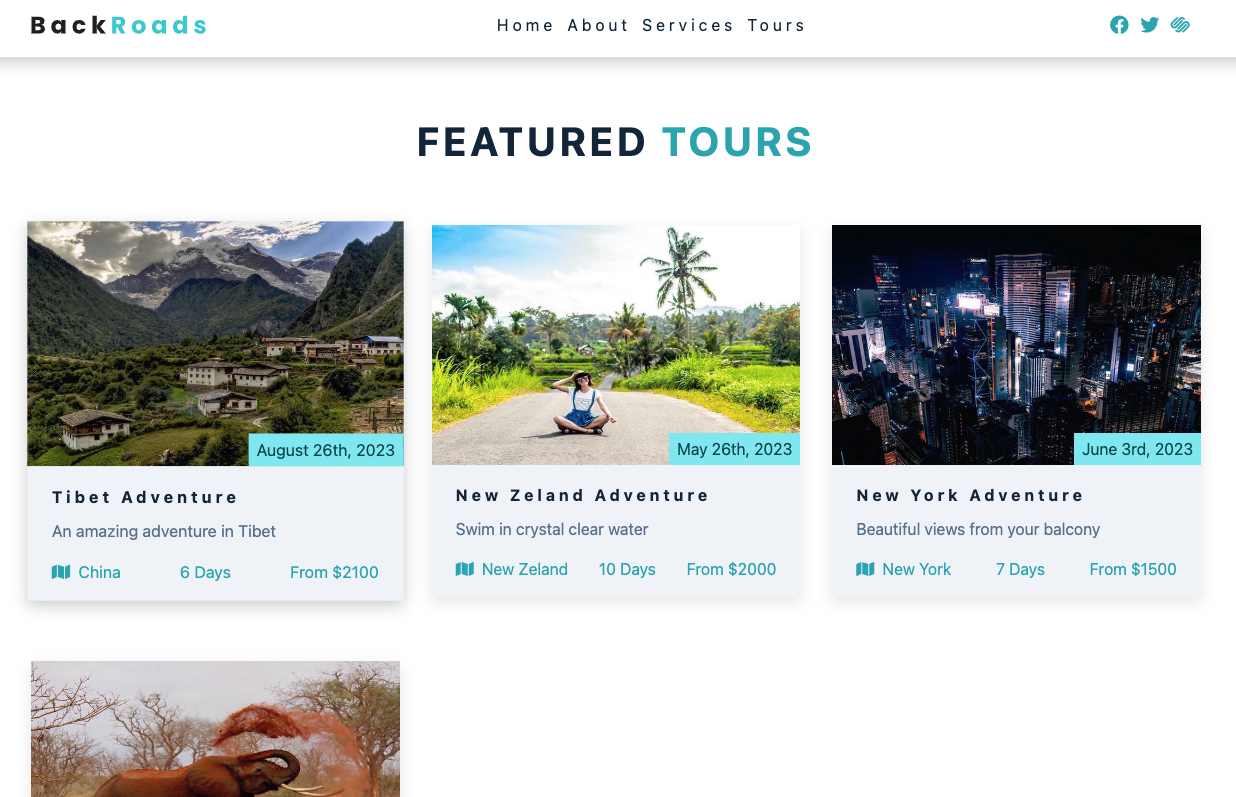 BackRoads
Home About Services Tours
FEATURED TOURS
August 26th, 2023
Tibet Adventure
An amazing adventure in Tibet
China 6 Days From $2100
May 26th, 2023
New Zeland Adventure
Swim in crystal clear water
New Zeland 10 Days From $2000
June 3rd, 2023
New York Adventure
Beautiful views from your balcony
New York 7 Days From $1500